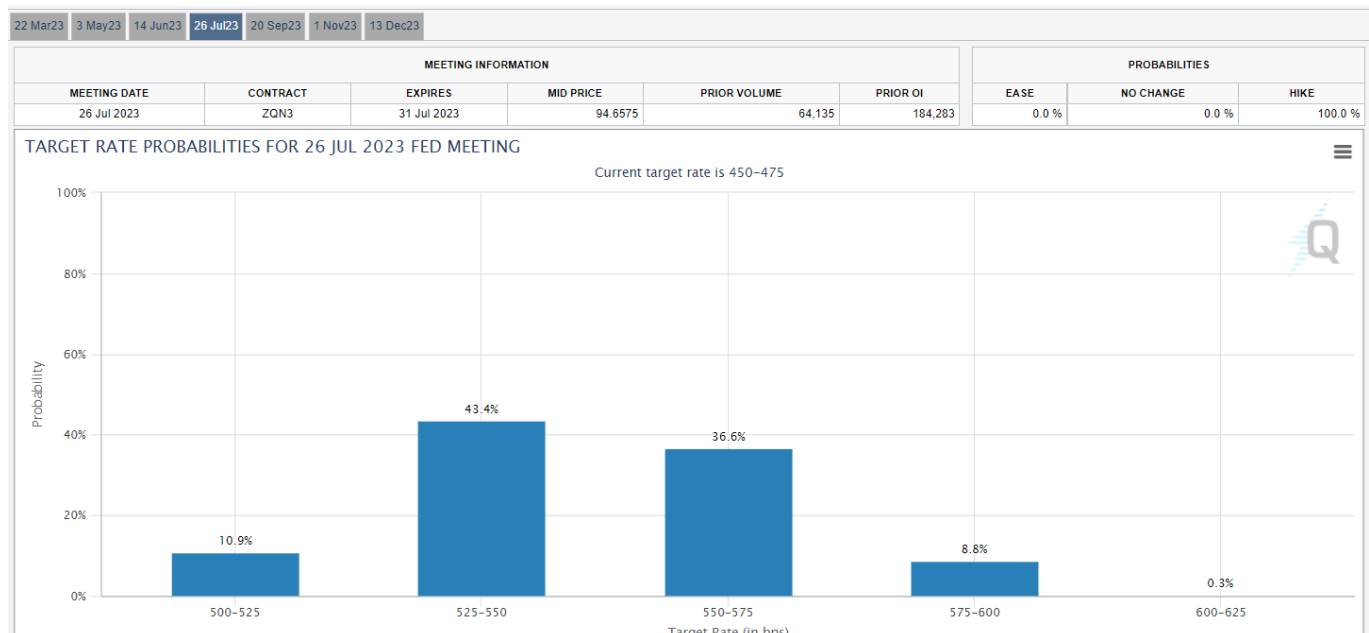 22 Mar23 3 May23 14 Jun23 26 Jul23 20 Sep23 1 Nov23 13 Dec23
MEETING INFORMATION PROBABILITIES
MEETING DATE CONTRACT EXPIRES MID PRICE PRIOR VOLUME PRIOR OI EASE NO CHANGE HIKE
26 Jul 2023 ZQN3 31 Jul 2023 94.6575 64,135 184,283 0.0 % 0.0 % 100.0 %
TARGET RATE PROBABILITIES FOR 26 JUL 2023 FED MEETING
Current target rate is 450–475
100%
Q
80%
60%
Probability
43.4%
40%
36.6%
20%
10.9%
8.8%
0.3%
0%
500–525 525–550 550–575 575–600 600–625
Target Rate (in bps)